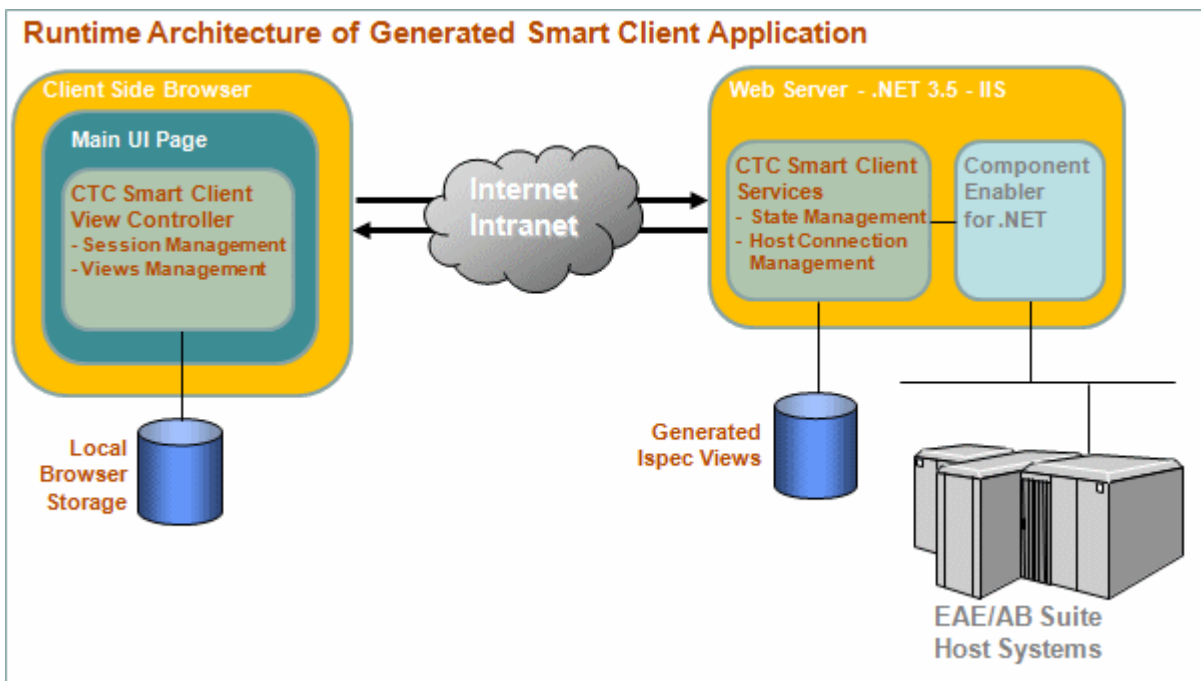 Runtime Architecture of Generated Smart Client Application
Client Side Browser
Main UI Page
CTC Smart Client
View Controller
- Session Management
- Views Management
Local
Browser
Storage
Internet
Intranet
Web Server - .NET 3.5 - IIS
CTC Smart Client
Services
- State Management
- Host Connection
Management
Component
Enabler
for .NET
Generated
Ispec Views
EAE/AB Suite
Host Systems